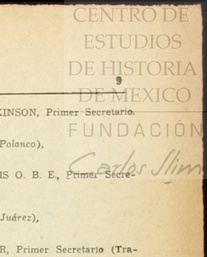 CENTRO DE
ESTUDIOS
DE HISTORIA
DE MEXICO
FUNDACIÓN
Carlos Slim
9
KINSON, Primer Secretario.
Polanco),
IS O. B. E., Primer Secre-
Juárez),
R, Primer Secretario (Tra-